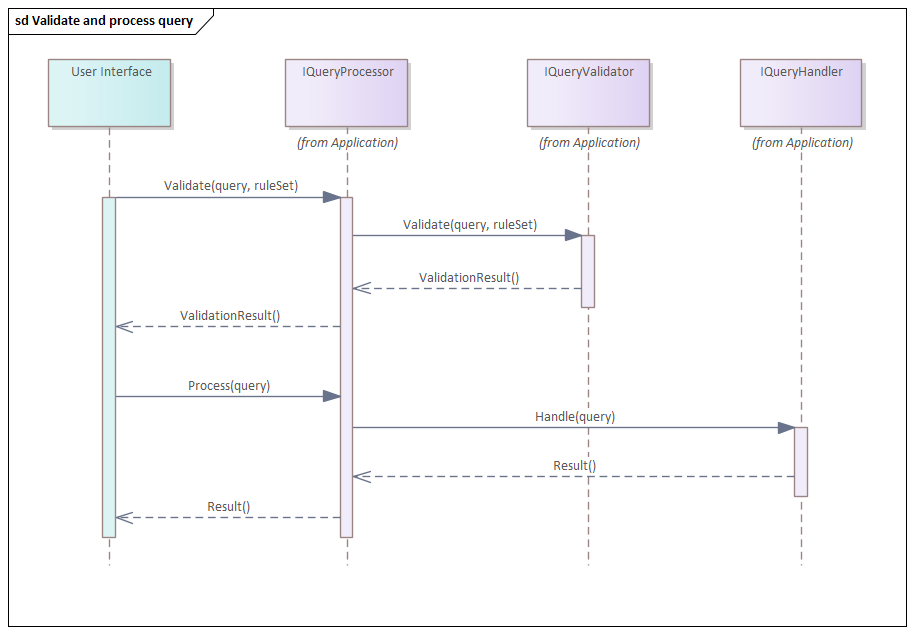 sd Validate and process query
User Interface
IQueryProcessor
IQueryValidator
IQueryHandler
(from Application)
(from Application)
(from Application)
Validate(query, ruleSet)
Validate(query, ruleSet)
ValidationResult()
ValidationResult()
Process(query)
Handle(query)
Result()
Result()